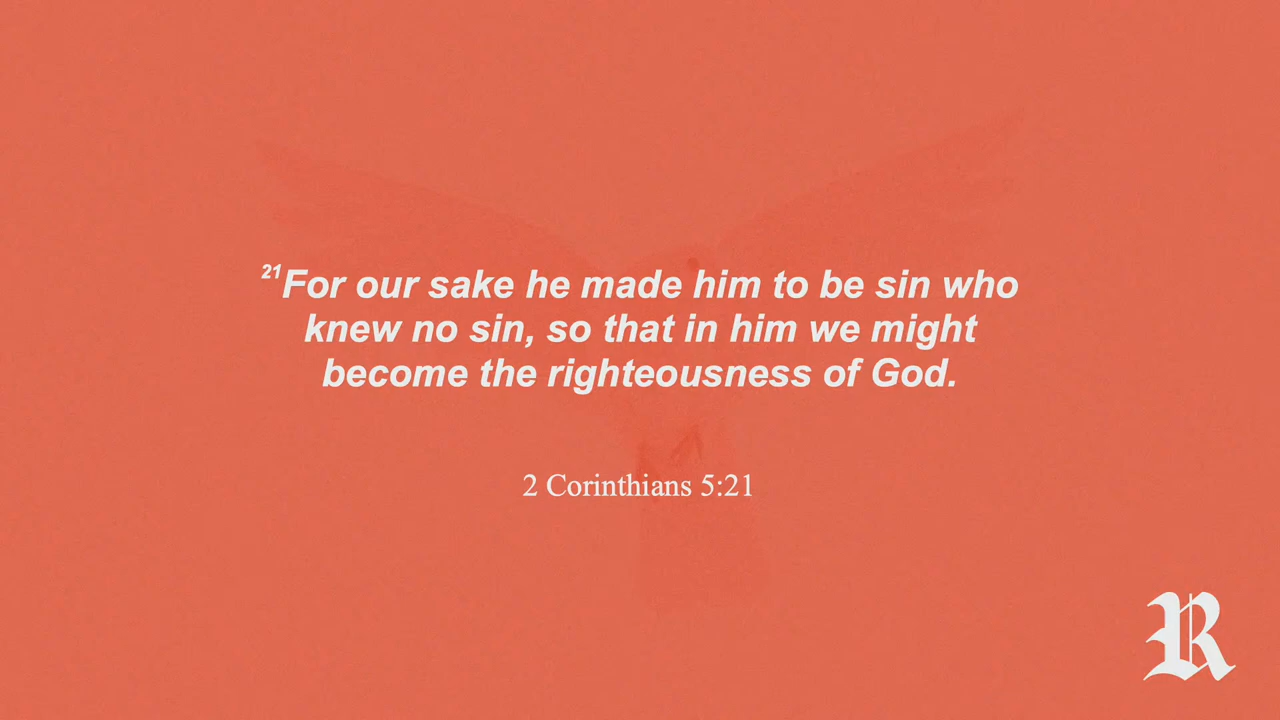 ²¹For our sake he made him to be sin who
knew no sin, so that in him we might
become the righteousness of God.
2 Corinthians 5:21
R